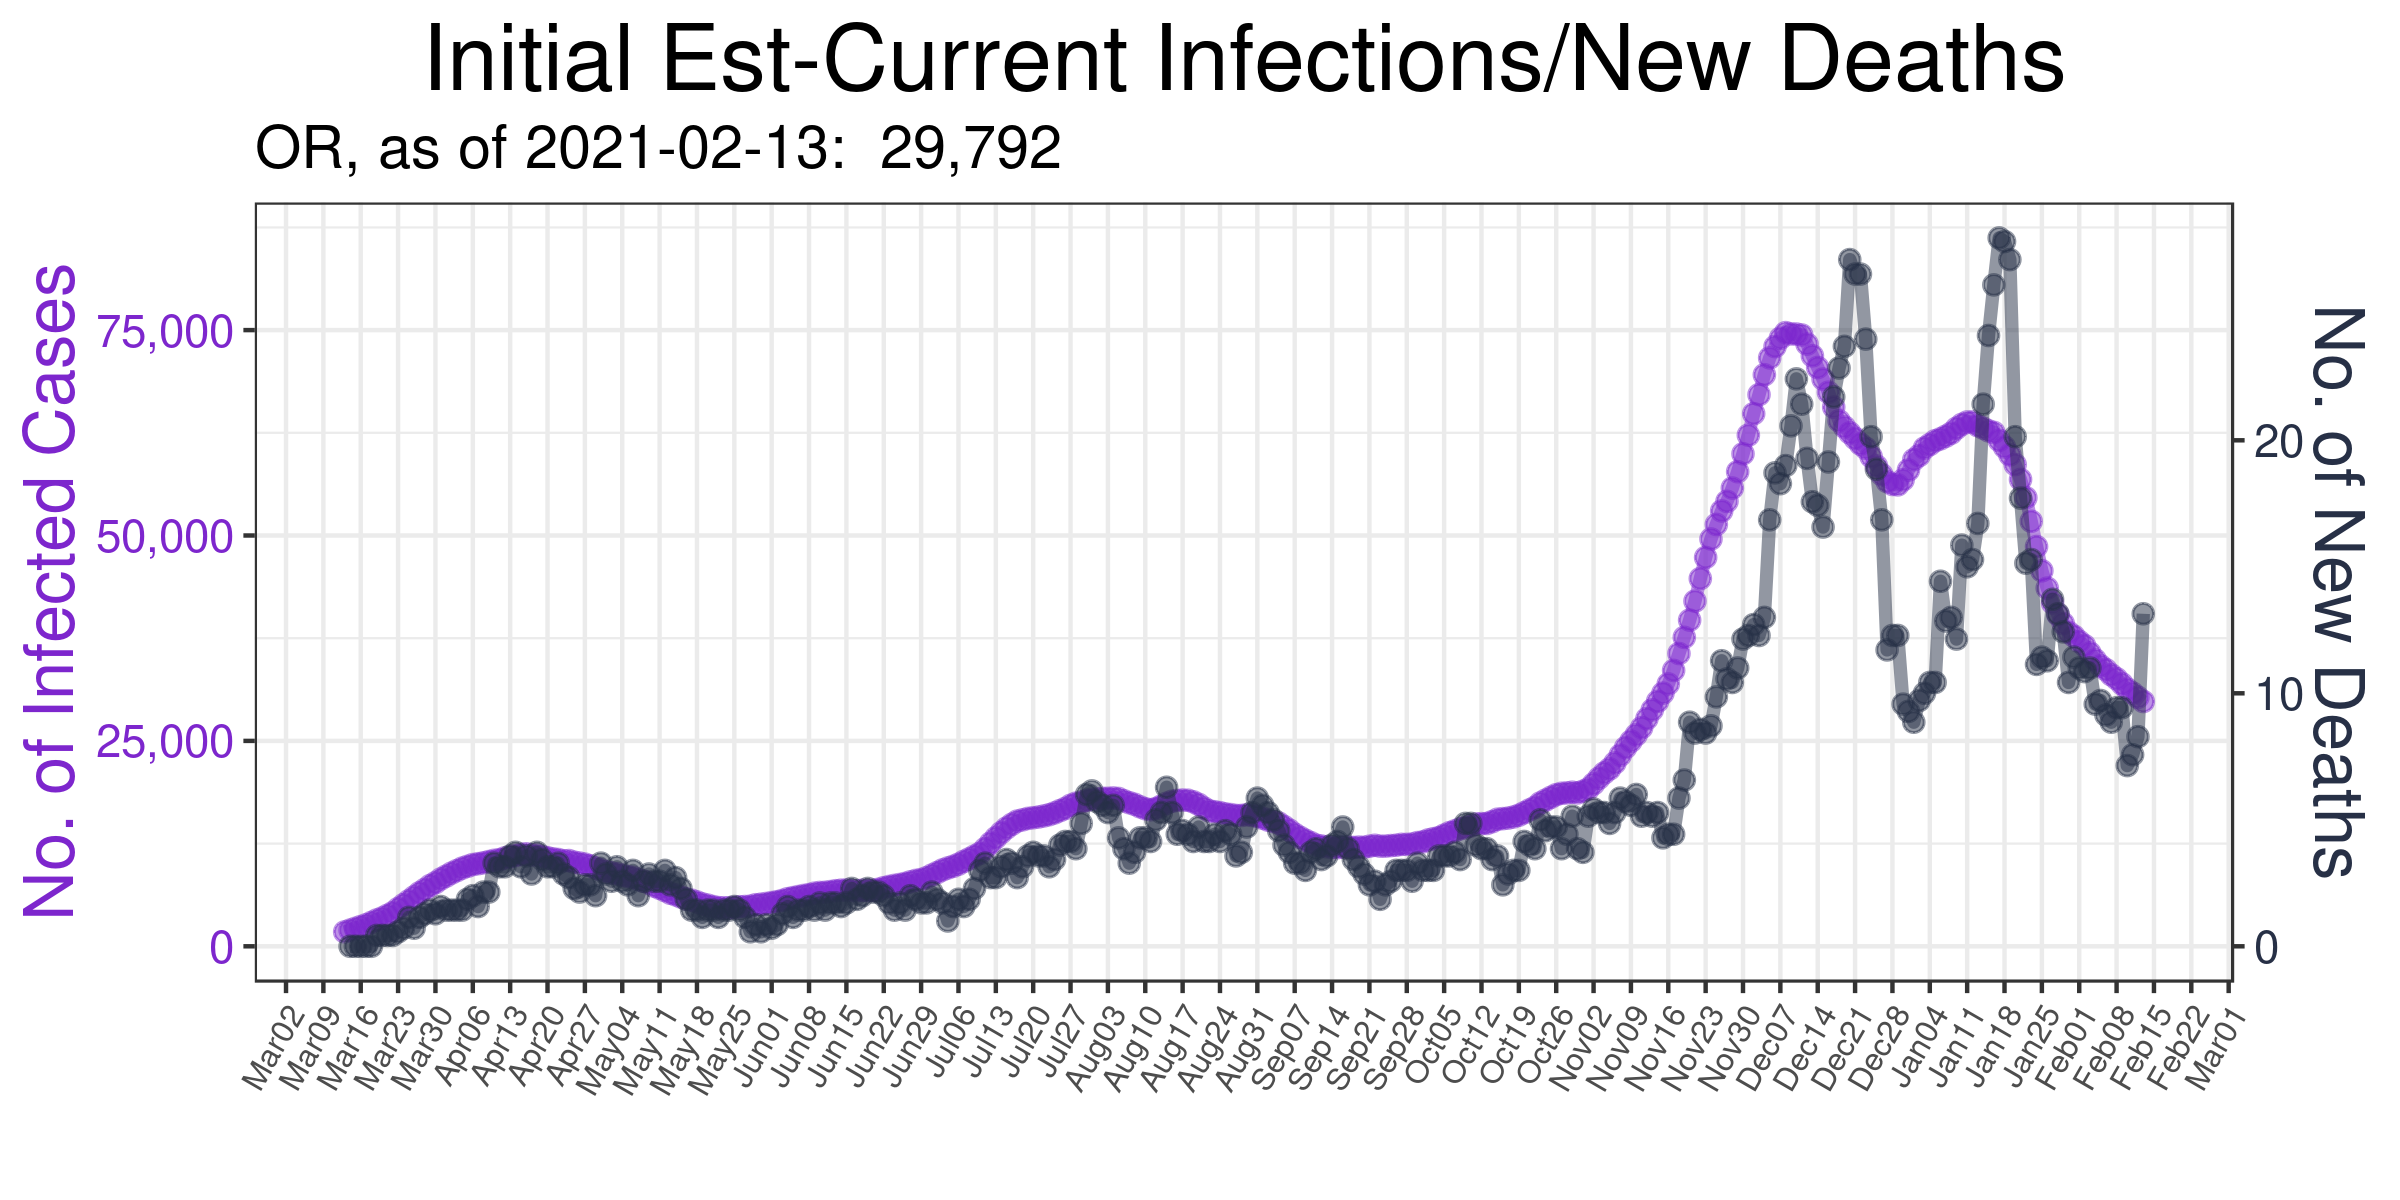 Initial Est-Current Infections/New Deaths
OR, as of 2021-02-13:  29,792
No. of Infected Cases
75,000
50,000
25,000
0
No. of New Deaths
20
10
0
Mar02
Mar09
Mar16
Mar23
Mar30
Apr06
Apr13
Apr20
Apr27
May04
May11
May18
May25
Jun01
Jun08
Jun15
Jun22
Jun29
Jul06
Jul13
Jul20
Jul27
Aug03
Aug10
Aug17
Aug24
Aug31
Sep07
Sep14
Sep21
Sep28
Oct05
Oct12
Oct19
Oct26
Nov02
Nov09
Nov16
Nov23
Nov30
Dec07
Dec14
Dec21
Dec28
Jan04
Jan11
Jan18
Jan25
Feb01
Feb08
Feb15
Feb22
Mar01